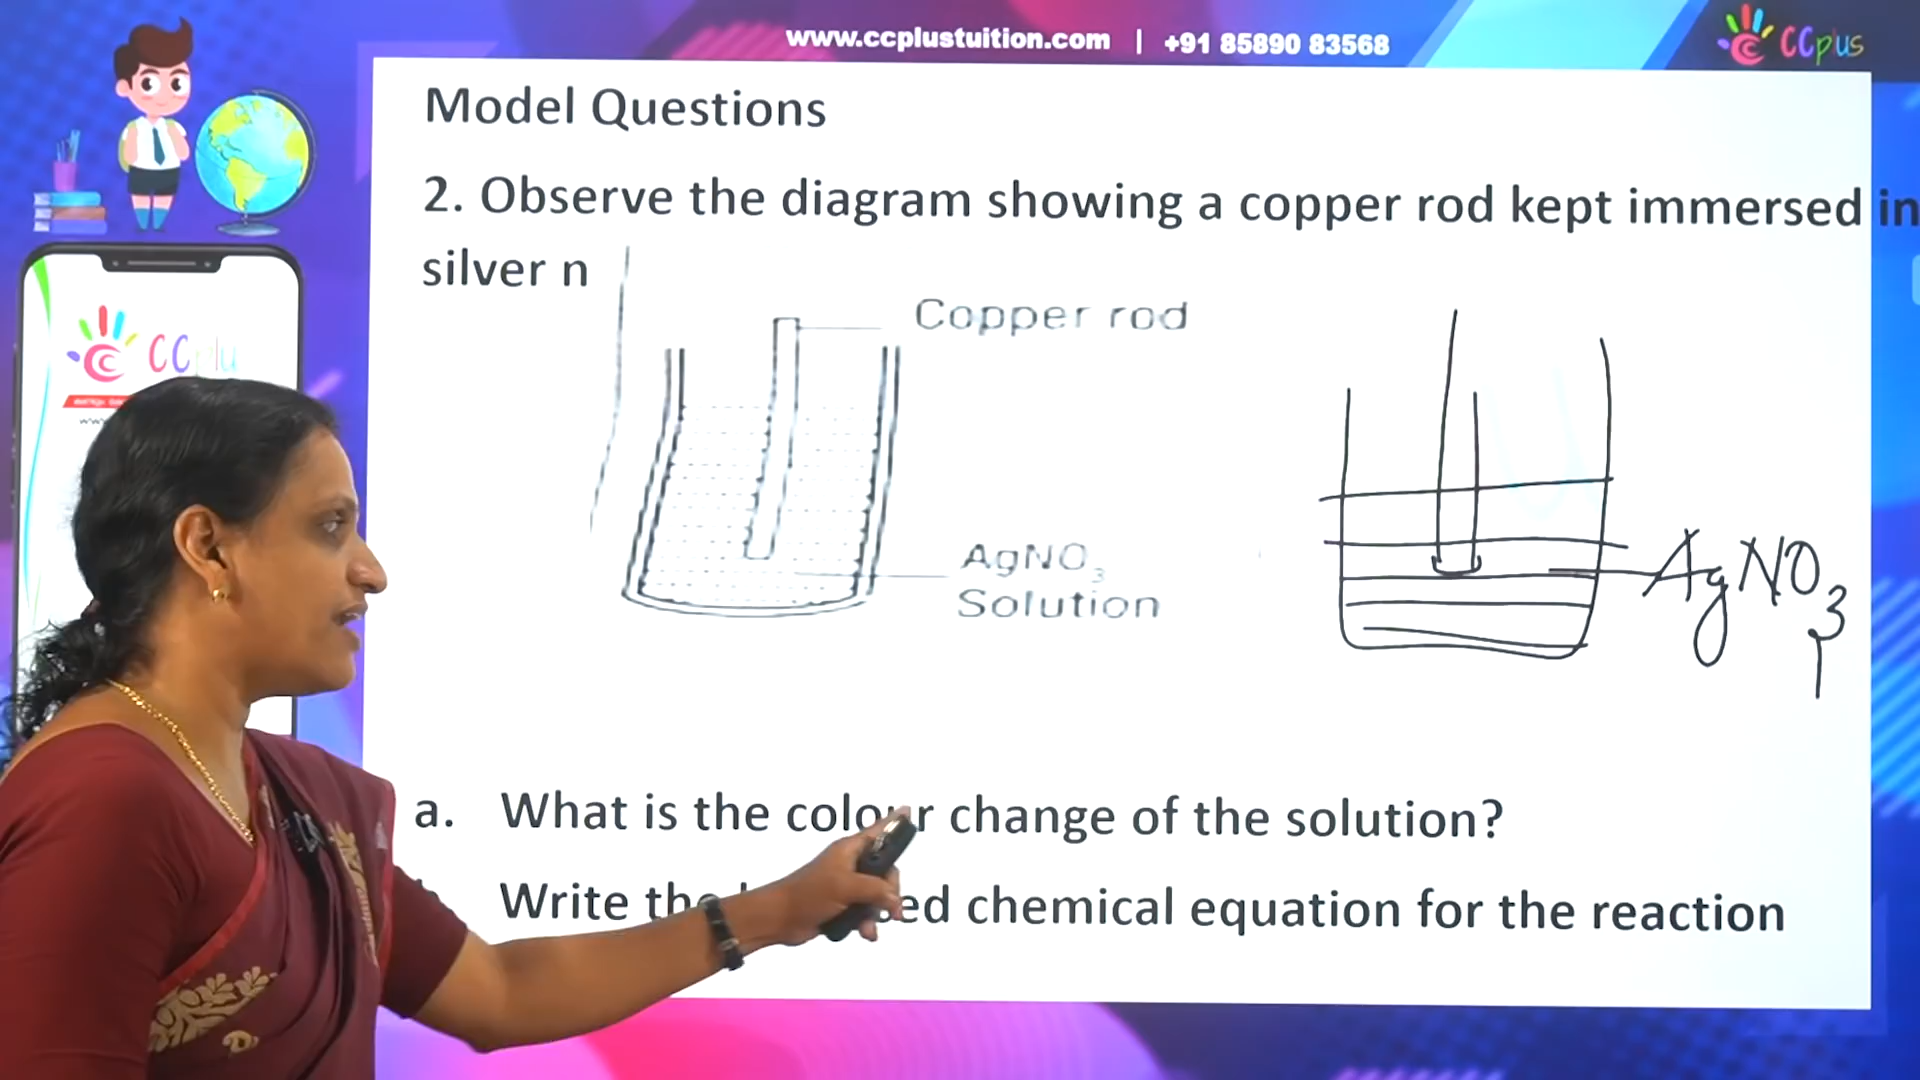 www.ccplustuition.com | +91 85890 83568
CCplus
Model Questions
2. Observe the diagram showing a copper rod kept immersed in
silver n
Copper rod
AgNO3
Solution
AgNO3
a. What is the colour change of the solution?
Write the ed chemical equation for the reaction